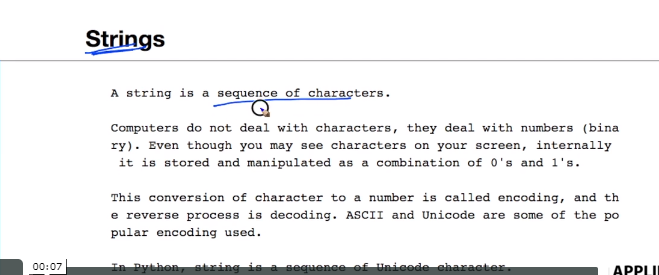 Strings
A string is a sequence of characters.
Computers do not deal with characters, they deal with numbers (bina
ry). Even though you may see characters on your screen, internally
it is stored and manipulated as a combination of 0's and 1's.
This conversion of character to a number is called encoding, and th
e reverse process is decoding. ASCII and Unicode are some of the po
pular encoding used.
In Python, string is a sequence of Unicode character.
00:07